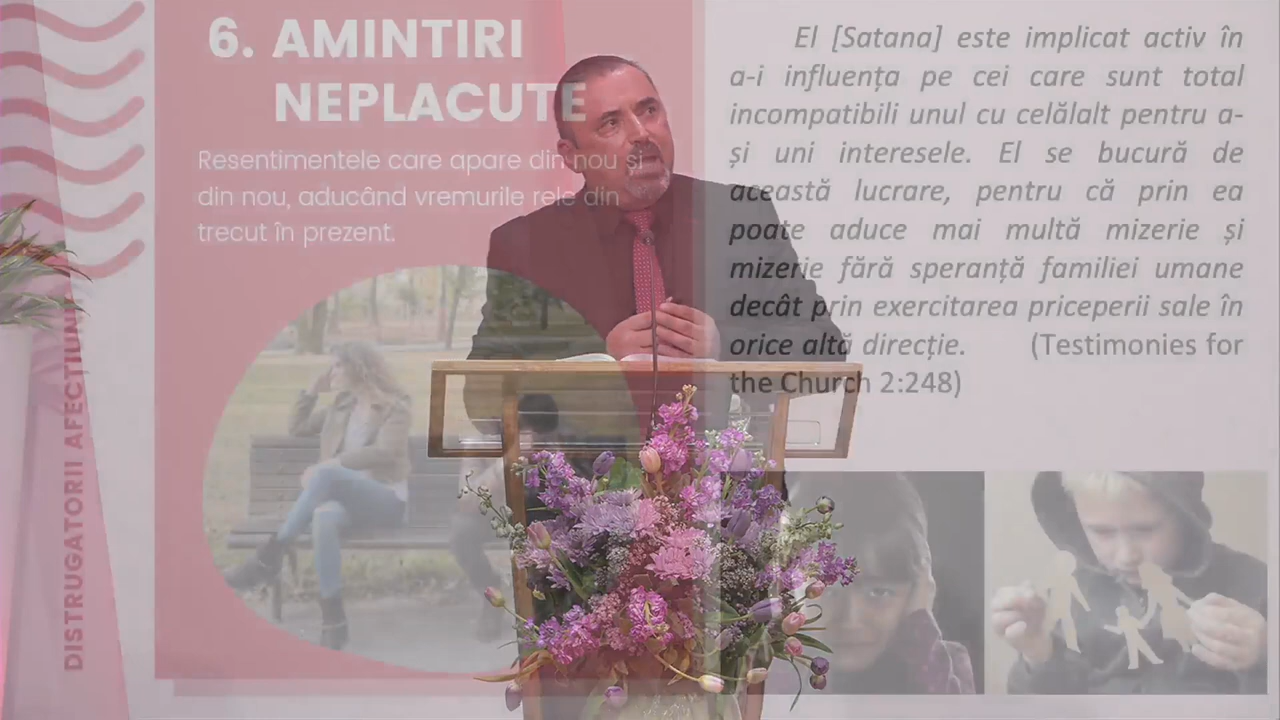 6. AMINTIRI
NEPLACUTE
Resentimentele care apare din nou si
din nou, aducând vremurile rele din
trecut în prezent.
DISTRUGATORII AFECȚIUNII
El [Satana] este implicat activ în
a-i influența pe cei care sunt total
incompatibili unul cu celălalt pentru a-
și uni interesele. El se bucură de
această lucrare, pentru că prin ea
poate aduce mai multă mizerie și
mizerie fără speranță familiei umane
decât prin exercitarea priceperii sale în
orice altă direcție. (Testimonies for
the Church 2:248)